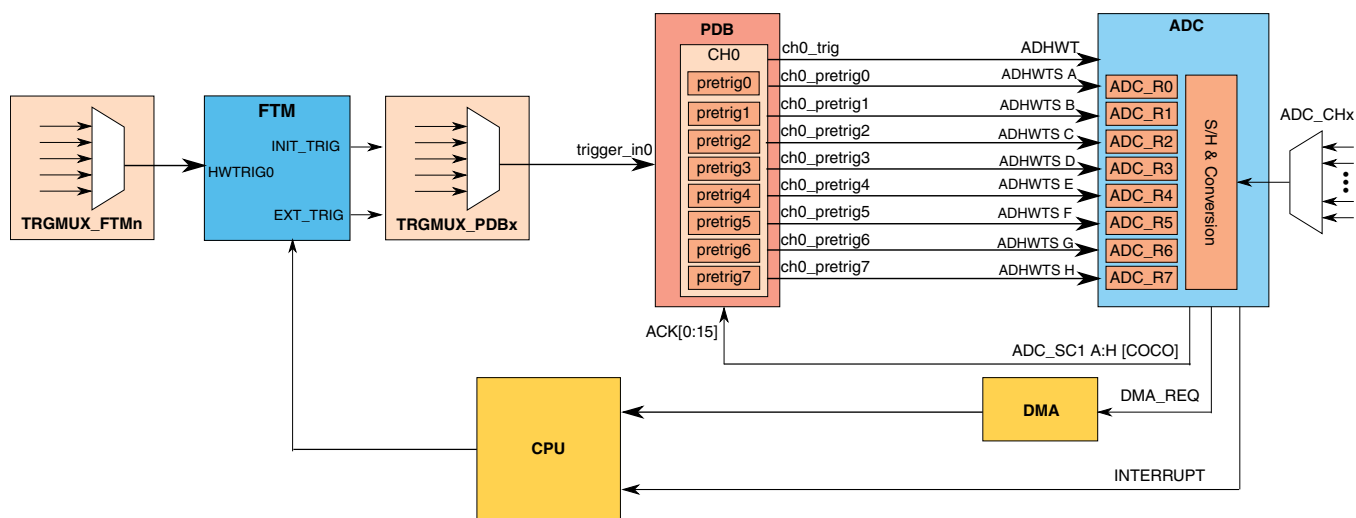 PDB
ADC
CH0
ch0_trig
ADHWT
pretrig0
ch0_pretrig0
ADHWTS A
ADC_R0
pretrig1
ch0_pretrig1
ADHWTS B
ADC_R1
pretrig2
ch0_pretrig2
ADHWTS C
ADC_R2
pretrig3
ch0_pretrig3
ADHWTS D
ADC_R3
pretrig4
ch0_pretrig4
ADHWTS E
ADC_R4
pretrig5
ch0_pretrig5
ADHWTS F
ADC_R5
pretrig6
ch0_pretrig6
ADHWTS G
ADC_R6
pretrig7
ch0_pretrig7
ADHWTS H
ADC_R7
S/H & Conversion
ADC_CHx
FTM
INIT_TRIG
HWTRIG0
EXT_TRIG
TRGMUX_FTMn
TRGMUX_PDBx
trigger_in0
ACK[0:15]
ADC_SC1 A:H [COCO]
DMA_REQ
DMA
CPU
INTERRUPT